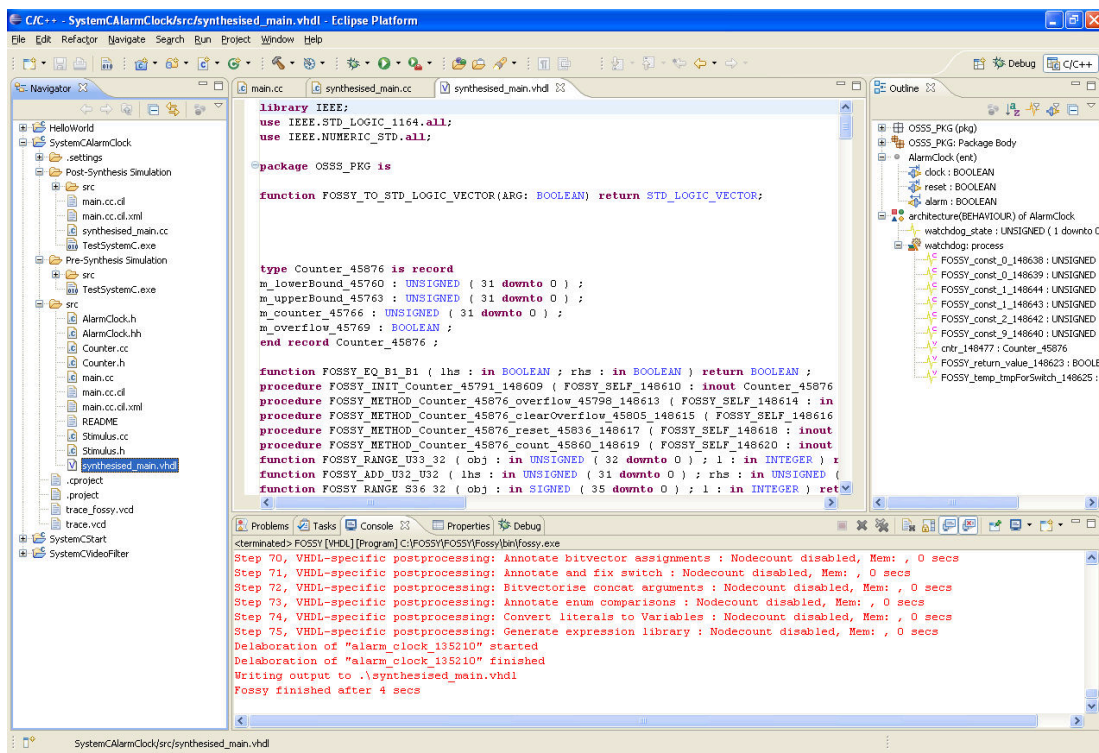 C/C++ - SystemCAlarmClock/src/synthesised_main.vhdl - Eclipse Platform
File Edit Refactor Navigate Search Run Project Window Help
Debug C/C++
Navigator
HelloWorld
SystemCAlarmClock
.settings
Post-Synthesis Simulation
src
main.cc.cil
main.cc.cil.xml
synthesised_main.cc
TestSystemC.exe
Pre-Synthesis Simulation
src
TestSystemC.exe
src
AlarmClock.h
AlarmClock.hh
Counter.cc
Counter.h
main.cc
main.cc.cil
main.cc.cil.xml
README
Stimulus.cc
Stimulus.h
synthesised_main.vhdl
.cproject
.project
trace_fossy.vcd
trace.vcd
SystemCStart
SystemCVideoFilter
main.cc synthesised_main.cc synthesised_main.vhdl
library IEEE;
use IEEE.STD_LOGIC_1164.all;
use IEEE.NUMERIC_STD.all;
package OSSS_PKG is
function FOSSY_TO_STD_LOGIC_VECTOR(ARG: BOOLEAN) return STD_LOGIC_VECTOR;
type Counter_45876 is record
m_lowerBound_45760 : UNSIGNED ( 31 downto 0 ) ;
m_upperBound_45763 : UNSIGNED ( 31 downto 0 ) ;
m_counter_45766 : UNSIGNED ( 31 downto 0 ) ;
m_overflow_45769 : BOOLEAN ;
end record Counter_45876 ;
function FOSSY_EQ_B1_B1 ( lhs : in BOOLEAN ; rhs : in BOOLEAN ) return BOOLEAN ;
procedure FOSSY_INIT_Counter_45791_148609 ( FOSSY_SELF_148610 : inout Counter_45876
procedure FOSSY_METHOD_Counter_45876_overflow_45798_148613 ( FOSSY_SELF_148614 : in
procedure FOSSY_METHOD_Counter_45876_clearOverflow_45805_148615 ( FOSSY_SELF_148616
procedure FOSSY_METHOD_Counter_45876_reset_45836_148617 ( FOSSY_SELF_148618 : inout
procedure FOSSY_METHOD_Counter_45876_count_45860_148619 ( FOSSY_SELF_148620 : inout
function FOSSY_RANGE_U33_32 ( obj : in UNSIGNED ( 32 downto 0 ) ; l : in INTEGER ) r
function FOSSY_ADD_U32_U32 ( lhs : in UNSIGNED ( 31 downto 0 ) ; rhs : in UNSIGNED (
function FOSSY_RANGE_S36_32 ( obj : in SIGNED ( 35 downto 0 ) ; l : in INTEGER ) ret
Outline
OSSS_PKG (pkg)
OSSS_PKG: Package Body
AlarmClock (ent)
clock : BOOLEAN
reset : BOOLEAN
alarm : BOOLEAN
architecture(BEHAVIOUR) of AlarmClock
watchdog_state : UNSIGNED ( 1 downto 0
watchdog: process
FOSSY_const_0_148638 : UNSIGNED
FOSSY_const_0_148639 : UNSIGNED
FOSSY_const_1_148644 : UNSIGNED
FOSSY_const_1_148643 : UNSIGNED
FOSSY_const_2_148642 : UNSIGNED
FOSSY_const_9_148640 : UNSIGNED
cntr_148477 : Counter_45876
FOSSY_return_value_148623 : BOOLE
FOSSY_temp_tmpForSwitch_148625 :
Problems Tasks Console Properties Debug
<terminated> FOSSY [VHDL] [Program] C:\FOSSY\FOSSY\Fossy\bin\fossy.exe
Step 70, VHDL-specific postprocessing: Annotate bitvector assignments : Nodecount disabled, Mem: , 0 secs
Step 71, VHDL-specific postprocessing: Annotate and fix switch : Nodecount disabled, Mem: , 0 secs
Step 72, VHDL-specific postprocessing: Bitvectorise concat arguments : Nodecount disabled, Mem: , 0 secs
Step 73, VHDL-specific postprocessing: Annotate enum comparisons : Nodecount disabled, Mem: , 0 secs
Step 74, VHDL-specific postprocessing: Convert literals to Variables : Nodecount disabled, Mem: , 0 secs
Step 75, VHDL-specific postprocessing: Generate expression library : Nodecount disabled, Mem: , 0 secs
Delaboration of "alarm_clock_135210" started
Delaboration of "alarm_clock_135210" finished
Writing output to .\synthesised_main.vhdl
Fossy finished after 4 secs
SystemCAlarmClock/src/synthesised_main.vhdl